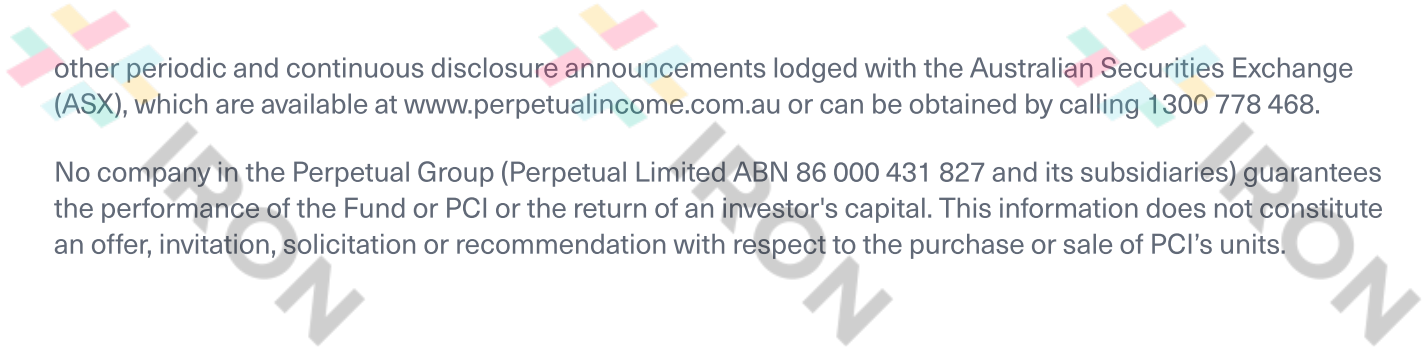 other periodic and continuous disclosure announcements lodged with the Australian Securities Exchange
(ASX), which are available at www.perpetualincome.com.au or can be obtained by calling 1300 778 468.
No company in the Perpetual Group (Perpetual Limited ABN 86 000 431 827 and its subsidiaries) guarantees
the performance of the Fund or PCI or the return of an investor's capital. This information does not constitute
an offer, invitation, solicitation or recommendation with respect to the purchase or sale of PCI’s units.
IRON
IRON
IRON